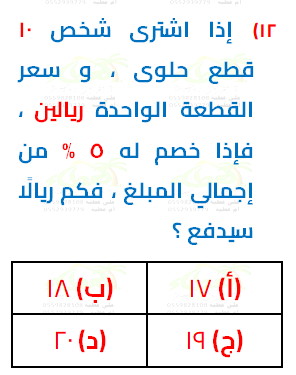 ١٢) إذا اشترى شخص ١٠
قطع حلوى ، و سعر
القطعة الواحدة ريالين ،
فإذا خصم له ٥ % من
إجمالي المبلغ ، فكم ريالًا
سيدفع ؟
(أ) ١٧ (ب) ١٨
(ج) ١٩ (د) ٢٠